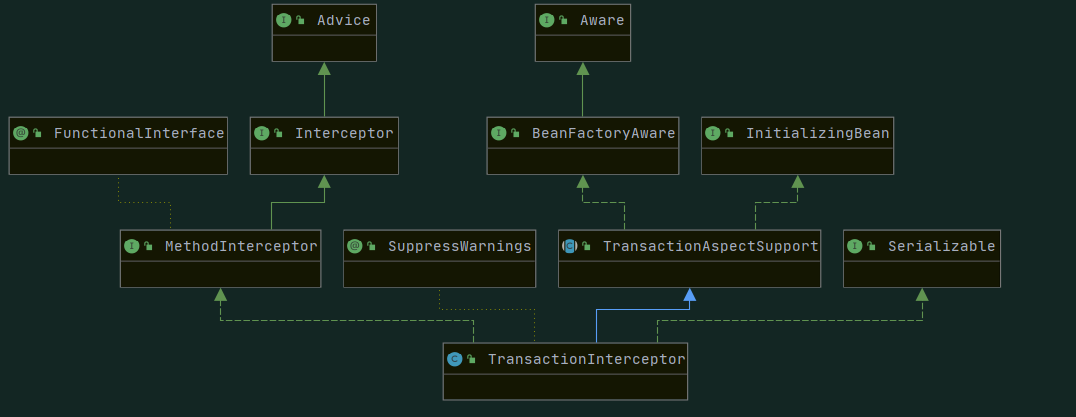 Advice
Aware
FunctionalInterface
Interceptor
BeanFactoryAware
InitializingBean
MethodInterceptor
SuppressWarnings
TransactionAspectSupport
Serializable
TransactionInterceptor